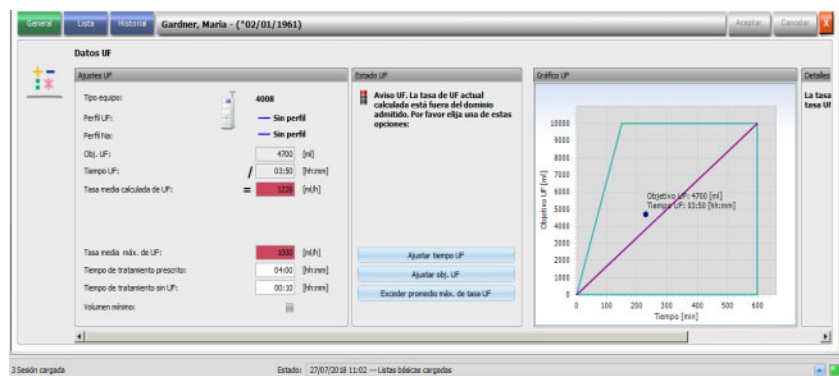 General Lista Historial Gardner, Maria - (*02/01/1961) Aceptar Cancelar X
Datos UF
Ajustes UF
Tipo equipo: 4008
Perfil UF: Sin perfil
Perfil Na: Sin perfil
Obj. UF: 4700 [ml]
Tiempo UF: / 03:50 [hh:mm]
Tasa media calculada de UF: = 1226 [ml/h]
Tasa media máx. de UF: 1000 [ml/h]
Tiempo de tratamiento prescrito: 04:00 [hh:mm]
Tiempo de tratamiento sin UF: 00:10 [hh:mm]
Volumen mínimo:
Estado UF
Aviso UF. La tasa de UF actual
calculada está fuera del dominio
admitido. Por favor elija una de estas
opciones:
Ajustar tiempo UF
Ajustar obj. UF
Exceder promedio máx. de tasa UF
Gráfico UF
Objetivo UF [ml]
10000
9000
8000
7000
6000
5000
4000
3000
2000
1000
0
Objetivo UF: 4700 [ml]
Tiempo UF: 03:50 [hh:mm]
0 100 200 300 400 500 600
Tiempo [min]
Detalles
La tasa
tasa UF
3 Sesión cargada Estado: 27/07/2018 11:02 --- Listas básicas cargadas